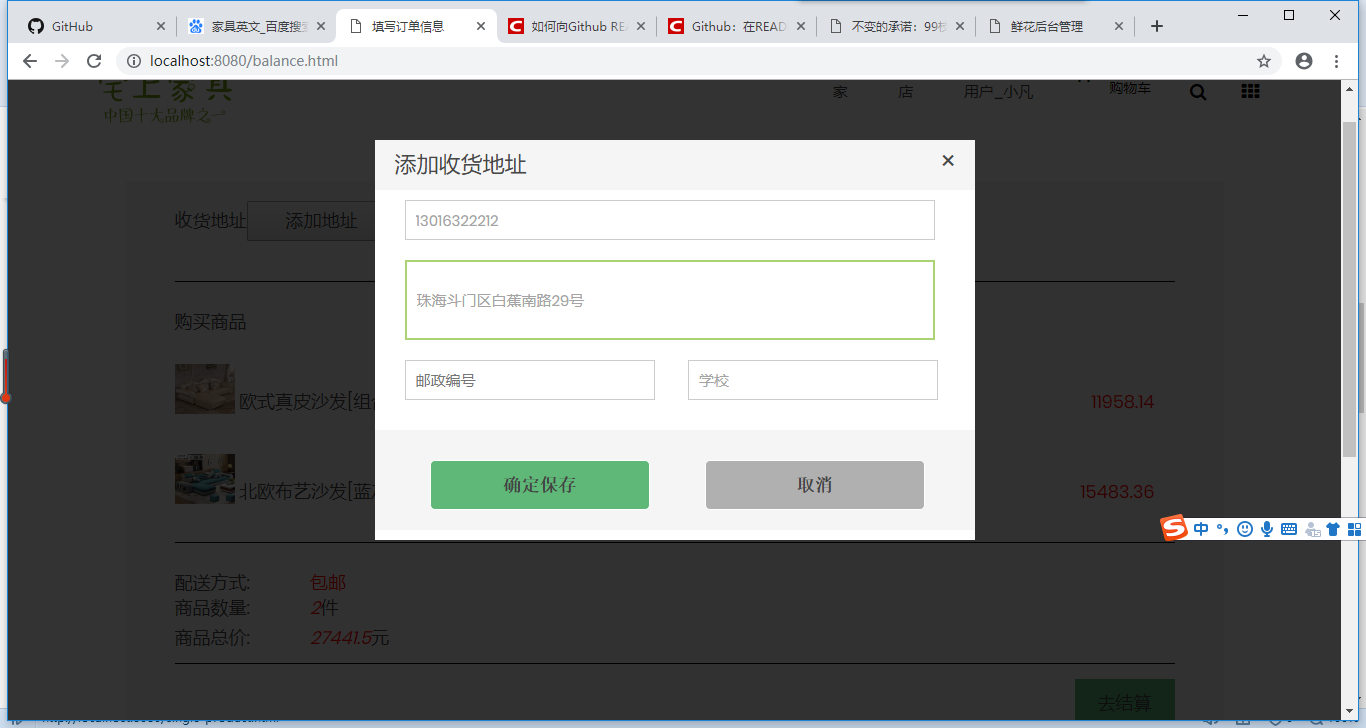 GitHub
家具英文_百度搜
填写订单信息
如何向Github RE
Github：在READ
不变的承诺：99
鲜花后台管理
localhost:8080/balance.html
宅上家具
中国十大品牌之一
家
店
用户_小凡
购物车
添加收货地址
收货地址
添加地址
13016322212
珠海斗门区白蕉南路29号
邮政编号
学校
购买商品
欧式真皮沙发[组
11958.14
北欧布艺沙发[蓝
15483.36
确定保存
取消
中
配送方式:
包邮
商品数量:
2件
商品总价:
27441.5元
去结算